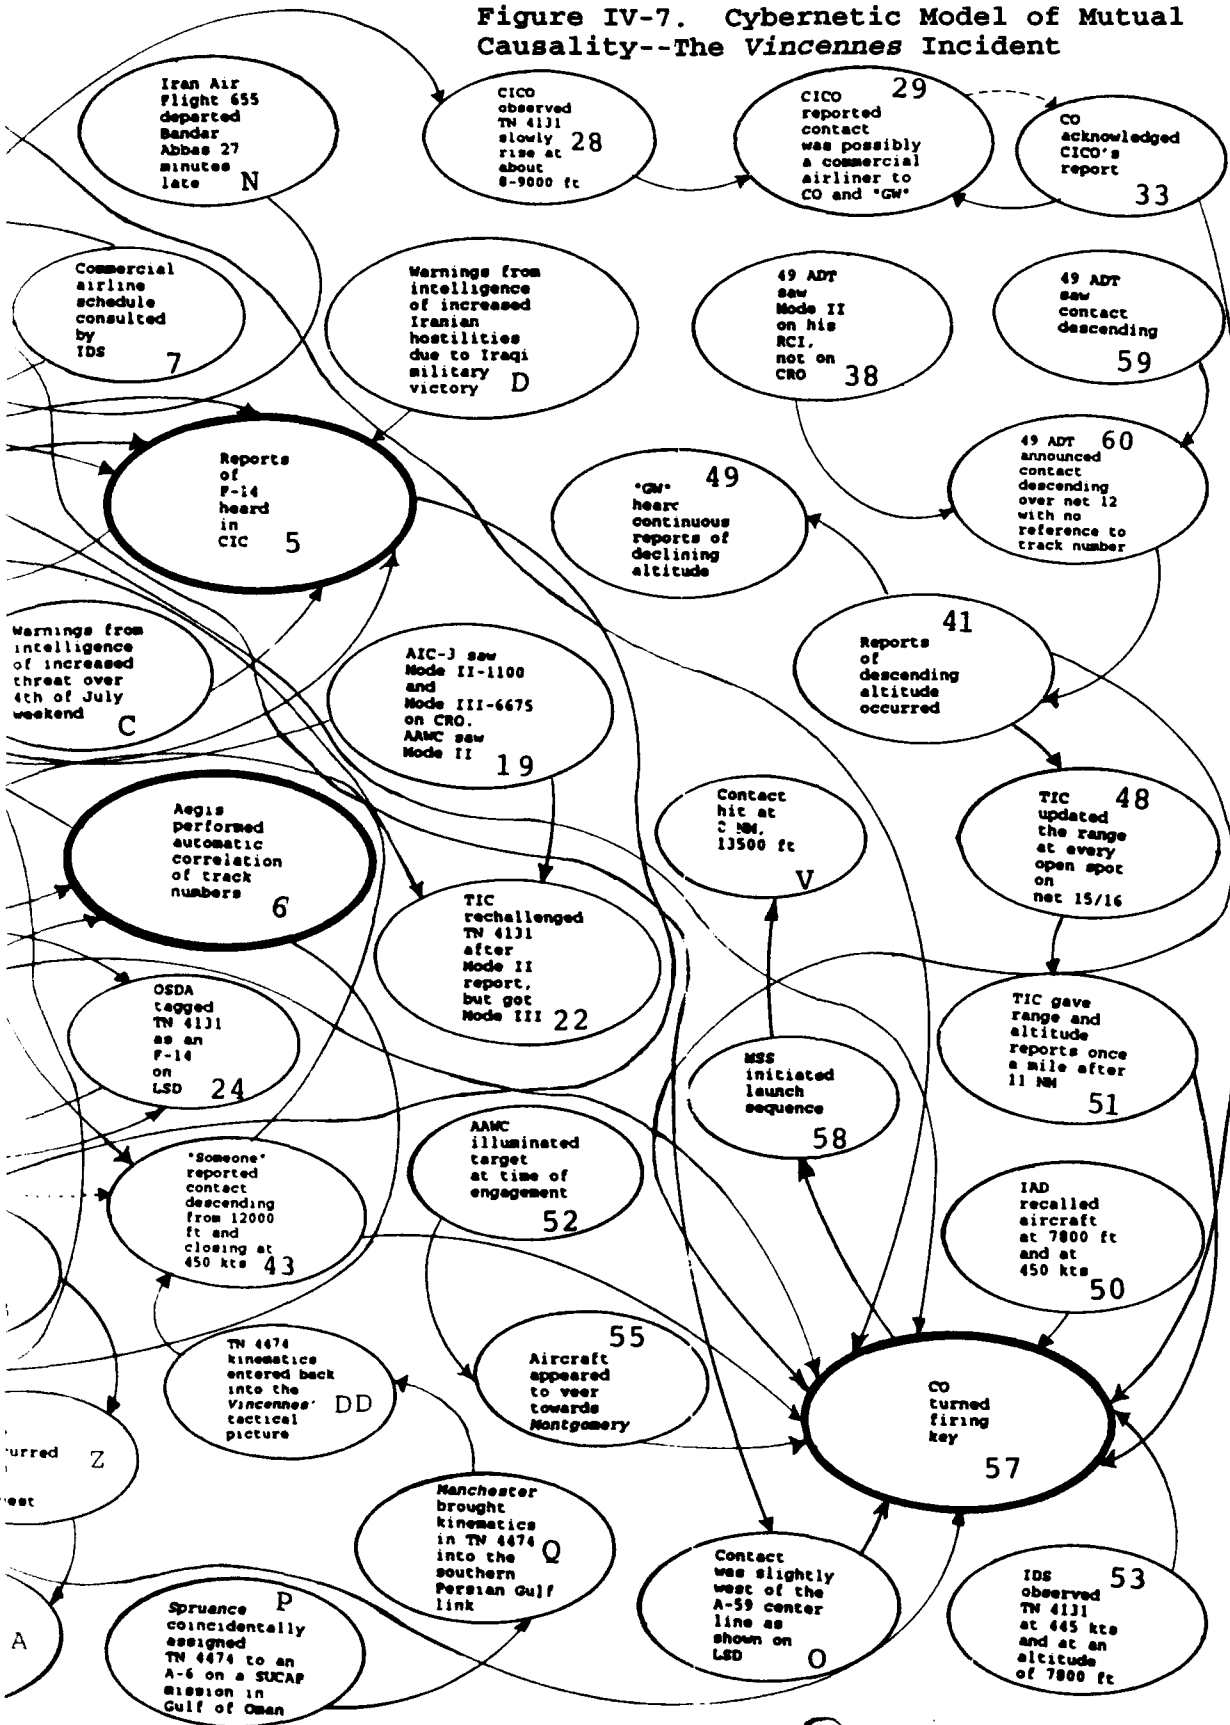 Figure IV-7. Cybernetic Model of Mutual
Causality--The Vincennes Incident
Iran Air
Flight 655
departed
Bandar
Abbas 27
minutes
late N
CICO
observed
TN 4131
slowly 28
rise at
about
8-9000 ft
29
CICO
reported
contact
was possibly
a commercial
airliner to
CO and "GW"
CO
acknowledged
CICO's
report
33
Commercial
airline
schedule
consulted
by
IDS 7
Warnings from
intelligence
of increased
Iranian
hostilities
due to Iraqi
military
victory D
49 ADT
saw
Mode II
on his
RCI,
not on
CRO 38
49 ADT
saw
contact
descending
59
Reports
of
F-14
heard
in
CIC 5
"GW" 49
heard
continuous
reports of
declining
altitude
49 ADT 60
announced
contact
descending
over net 12
with no
reference to
track number
Warnings from
intelligence
of increased
threat over
4th of July
weekend
C
AIC-3 saw
Mode II-1100
and
Mode III-6675
on CRO.
AAWC saw
Mode II
19
41
Reports
of
descending
altitude
occurred
Aegis
performed
automatic
correlation
of track
numbers
6
Contact
hit at
NM,
13500 ft
V
TIC 48
updated
the range
at every
open spot
on
net 15/16
TIC
rechallenged
TN 4131
after
Mode II
report,
but got
Mode III 22
OSDA
tagged
TN 4131
as an
F-14
on
LSD 24
MSS
initiated
launch
sequence
58
TIC gave
range and
altitude
reports once
a mile after
11 NM
51
"Someone"
reported
contact
descending
from 12000
ft and
closing at
450 kts 43
AAWC
illuminated
target
at time of
engagement
52
IAD
recalled
aircraft
at 7800 ft
and at
450 kts
50
TN 4474
kinematics
entered back
into the
Vincennes' DD
tactical
picture
55
Aircraft
appeared
to veer
towards
Montgomery
CO
turned
firing
key
57
urred Z
est
Manchester
brought
kinematics
in TN 4474
into the Q
southern
Persian Gulf
link
A
Spruance P
coincidentally
assigned
TN 4474 to an
A-6 on a SUCAP
mission in
Gulf of Oman
Contact
was slightly
west of the
A-59 center
line as
shown on
LSD O
IDS 53
observed
TN 4131
at 445 kts
and at an
altitude
of 7800 ft